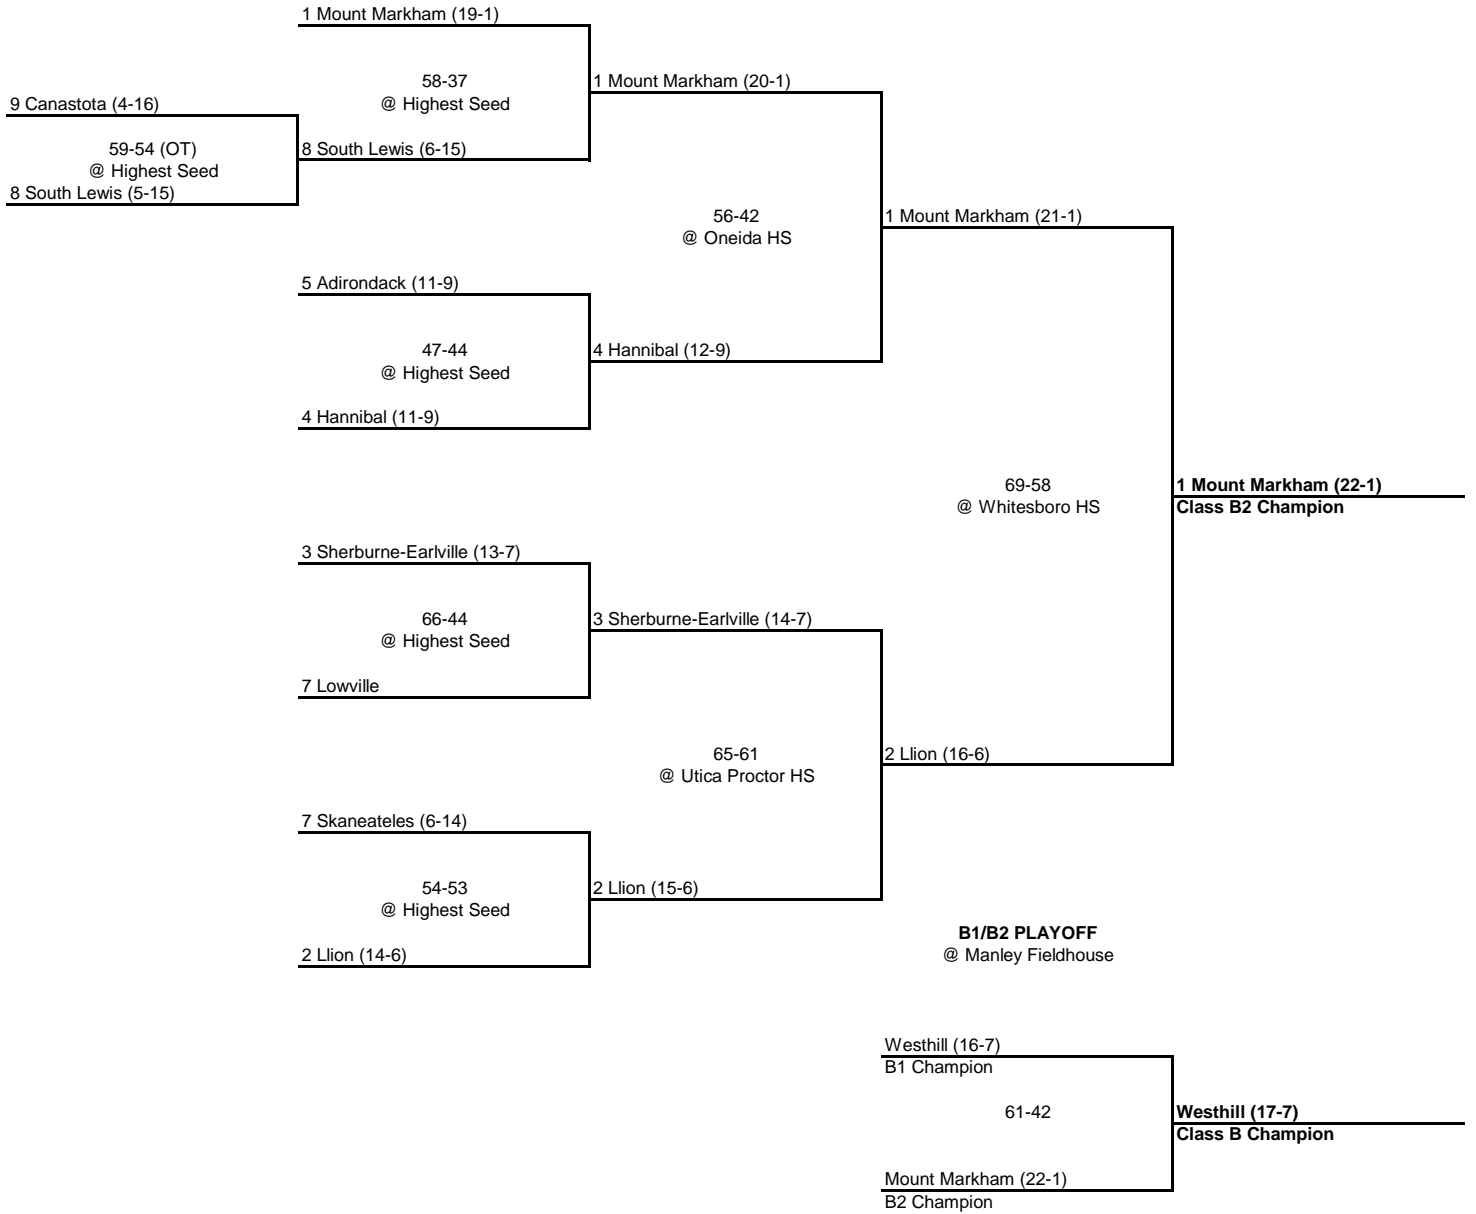 1 Mount Markham (19-1)
58-37
@ Highest Seed
1 Mount Markham (20-1)
9 Canastota (4-16)
59-54 (OT)
@ Highest Seed
8 South Lewis (6-15)
8 South Lewis (5-15)
56-42
@ Oneida HS
1 Mount Markham (21-1)
5 Adirondack (11-9)
47-44
@ Highest Seed
4 Hannibal (12-9)
4 Hannibal (11-9)
69-58
@ Whitesboro HS
1 Mount Markham (22-1)
Class B2 Champion
3 Sherburne-Earlville (13-7)
66-44
@ Highest Seed
3 Sherburne-Earlville (14-7)
7 Lowville
65-61
@ Utica Proctor HS
2 Llion (16-6)
7 Skaneateles (6-14)
54-53
@ Highest Seed
2 Llion (15-6)
2 Llion (14-6)
B1/B2 PLAYOFF
@ Manley Fieldhouse
Westhill (16-7)
B1 Champion
61-42
Westhill (17-7)
Class B Champion
Mount Markham (22-1)
B2 Champion